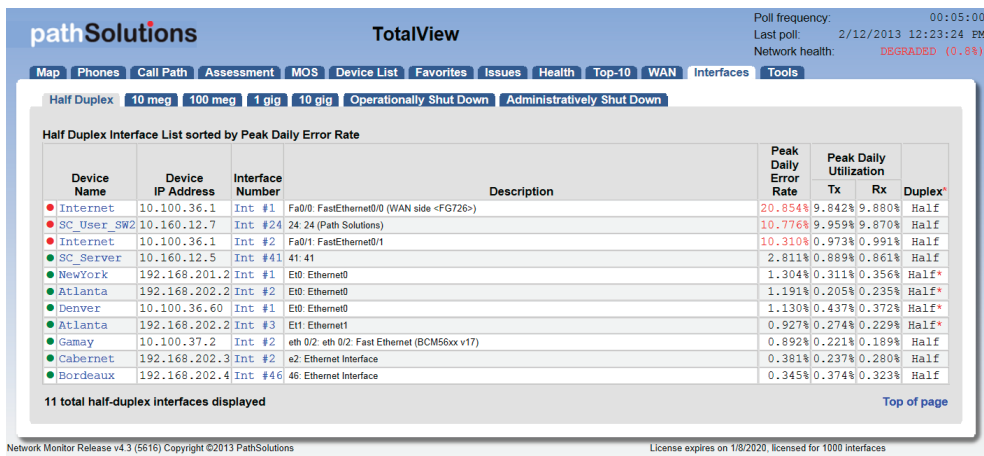 pathSolutions
TotalView
Poll frequency: 00:05:00
Last poll: 2/12/2013 12:23:24 PM
Network health: DEGRADED (0.8%)
Map Phones Call Path Assessment MOS Device List Favorites Issues Health Top-10 WAN Interfaces Tools
Half Duplex 10 meg 100 meg 1 gig 10 gig Operationally Shut Down Administratively Shut Down
Half Duplex Interface List sorted by Peak Daily Error Rate
Device Name Device IP Address Interface Number Description Peak Daily Error Rate Peak Daily Utilization Tx Rx Duplex*
Internet 10.100.36.1 Int #1 Fa0/0: FastEthernet0/0 (WAN side <FG726>) 20.854% 9.842% 9.880% Half
SC_User_SW2 10.160.12.7 Int #24 24: 24 (Path Solutions) 10.776% 9.959% 9.870% Half
Internet 10.100.36.1 Int #2 Fa0/1: FastEthernet0/1 10.310% 0.973% 0.991% Half
SC_Server 10.160.12.5 Int #41 41: 41 2.811% 0.889% 0.861% Half
NewYork 192.168.201.2 Int #1 Et0: Ethernet0 1.304% 0.311% 0.356% Half*
Atlanta 192.168.202.2 Int #2 Et0: Ethernet0 1.191% 0.205% 0.235% Half*
Denver 10.100.36.60 Int #1 Et0: Ethernet0 1.130% 0.437% 0.372% Half*
Atlanta 192.168.202.2 Int #3 Et1: Ethernet1 0.927% 0.274% 0.229% Half*
Gamay 10.100.37.2 Int #2 eth 0/2: eth 0/2: Fast Ethernet (BCM56xx v17) 0.892% 0.221% 0.189% Half
Cabernet 192.168.202.3 Int #2 e2: Ethernet Interface 0.381% 0.237% 0.280% Half
Bordeaux 192.168.202.4 Int #46 46: Ethernet Interface 0.345% 0.374% 0.323% Half
11 total half-duplex interfaces displayed Top of page
Network Monitor Release v4.3 (5616) Copyright ©2013 PathSolutions License expires on 1/8/2020, licensed for 1000 interfaces